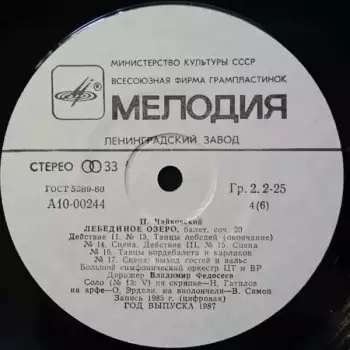 МИНИСТЕРСТВО КУЛЬТУРЫ СССР
ВСЕСОЮЗНАЯ ФИРМА ГРАМПЛАСТИНОК
МЕЛОДИЯ
ЛЕНИНГРАДСКИЙ ЗАВОД
СТЕРЕО 33
ГОСТ 5289-80
Гр. 2. 2-25
А10-00244
4(6)
П. Чайковский
ЛЕБЕДИНОЕ ОЗЕРО, балет, соч. 20
Действие II. № 13. Танцы лебедей (окончание)
№ 14. Сцена. Действие III. № 15. Сцена
№ 16. Танцы кордебалета и карликов
№ 17. Сцена: выход гостей и вальс
Большой симфонический оркестр ЦТ и ВР
Дирижер Владимир Федосеев
Соло (№ 13: V) на скрипке—Н. Гатилов
на арфе—О. Эрдели, на виолончели—В. Симон
Запись 1985 г. (цифровая)
ГОД ВЫПУСКА 1987